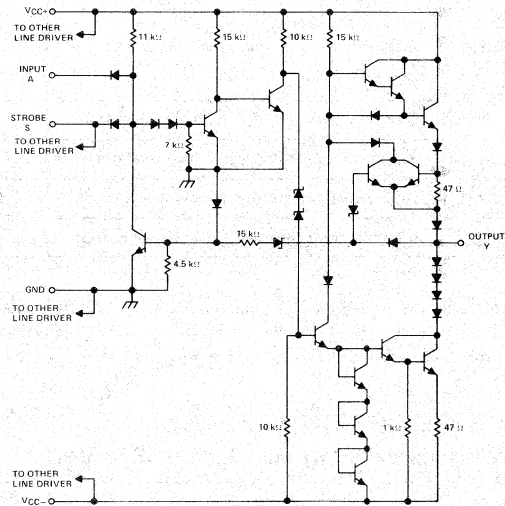 VCC+
TO OTHER
LINE DRIVER
11 kΩ
15 kΩ
10 kΩ
15 kΩ
INPUT
A
STROBE
S
TO OTHER
LINE DRIVER
7 kΩ
47 Ω
15 kΩ
OUTPUT
Y
4.5 kΩ
GND
TO OTHER
LINE DRIVER
10 kΩ
1 kΩ
47 Ω
TO OTHER
LINE DRIVER
VCC−